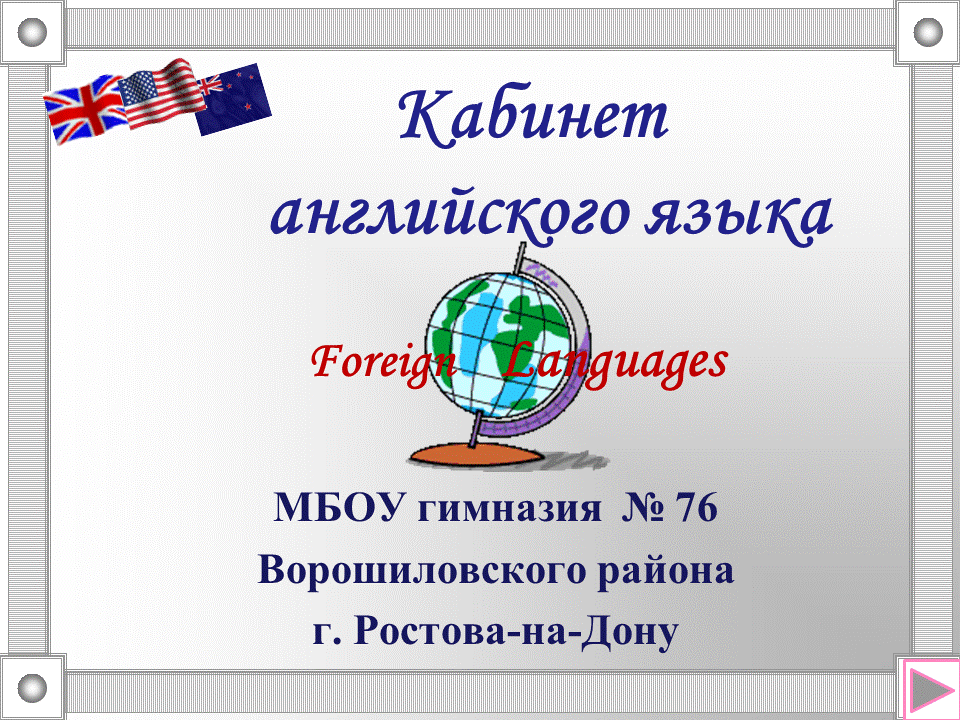 Кабинет
английского языка
Foreign Languages
МБОУ гимназия № 76
Ворошиловского района
г. Ростова-на-Дону